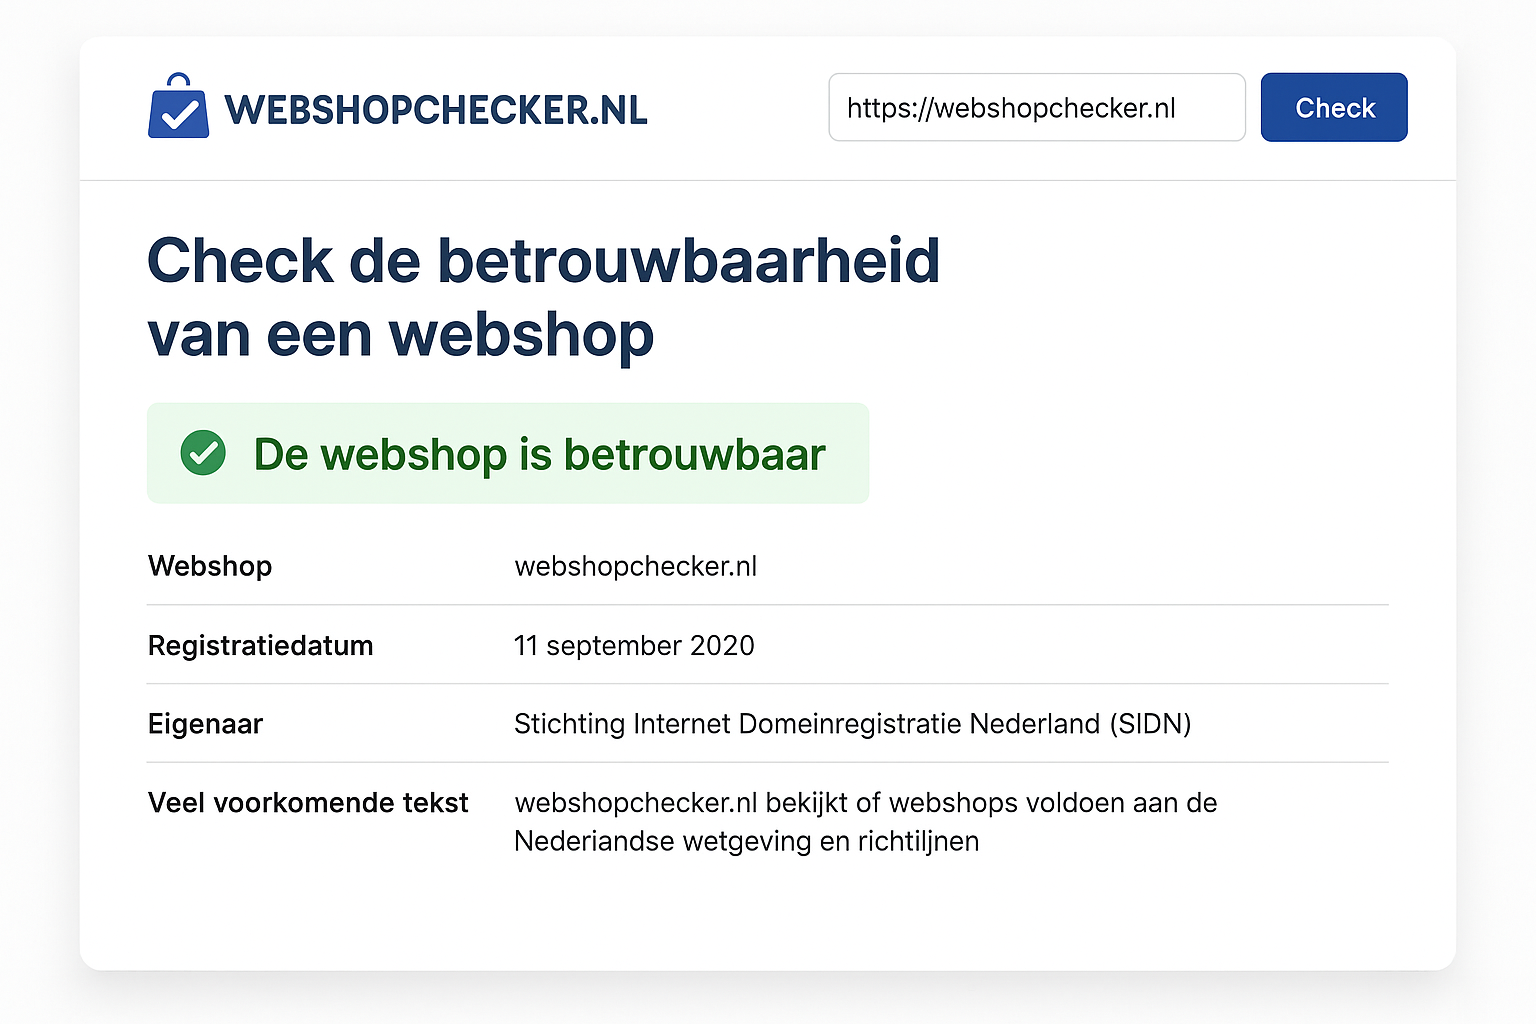 WEBSHOPCHECKER.NL
https://webshopchecker.nl
Check
Check de betrouwbaarheid
van een webshop
De webshop is betrouwbaar
Webshop webshopchecker.nl
Registratiedatum 11 september 2020
Eigenaar Stichting Internet Domeinregistratie Nederland (SIDN)
Veel voorkomende tekst webshopchecker.nl bekijkt of webshops voldoen aan de
Nederiandse wetgeving en richtiljnen